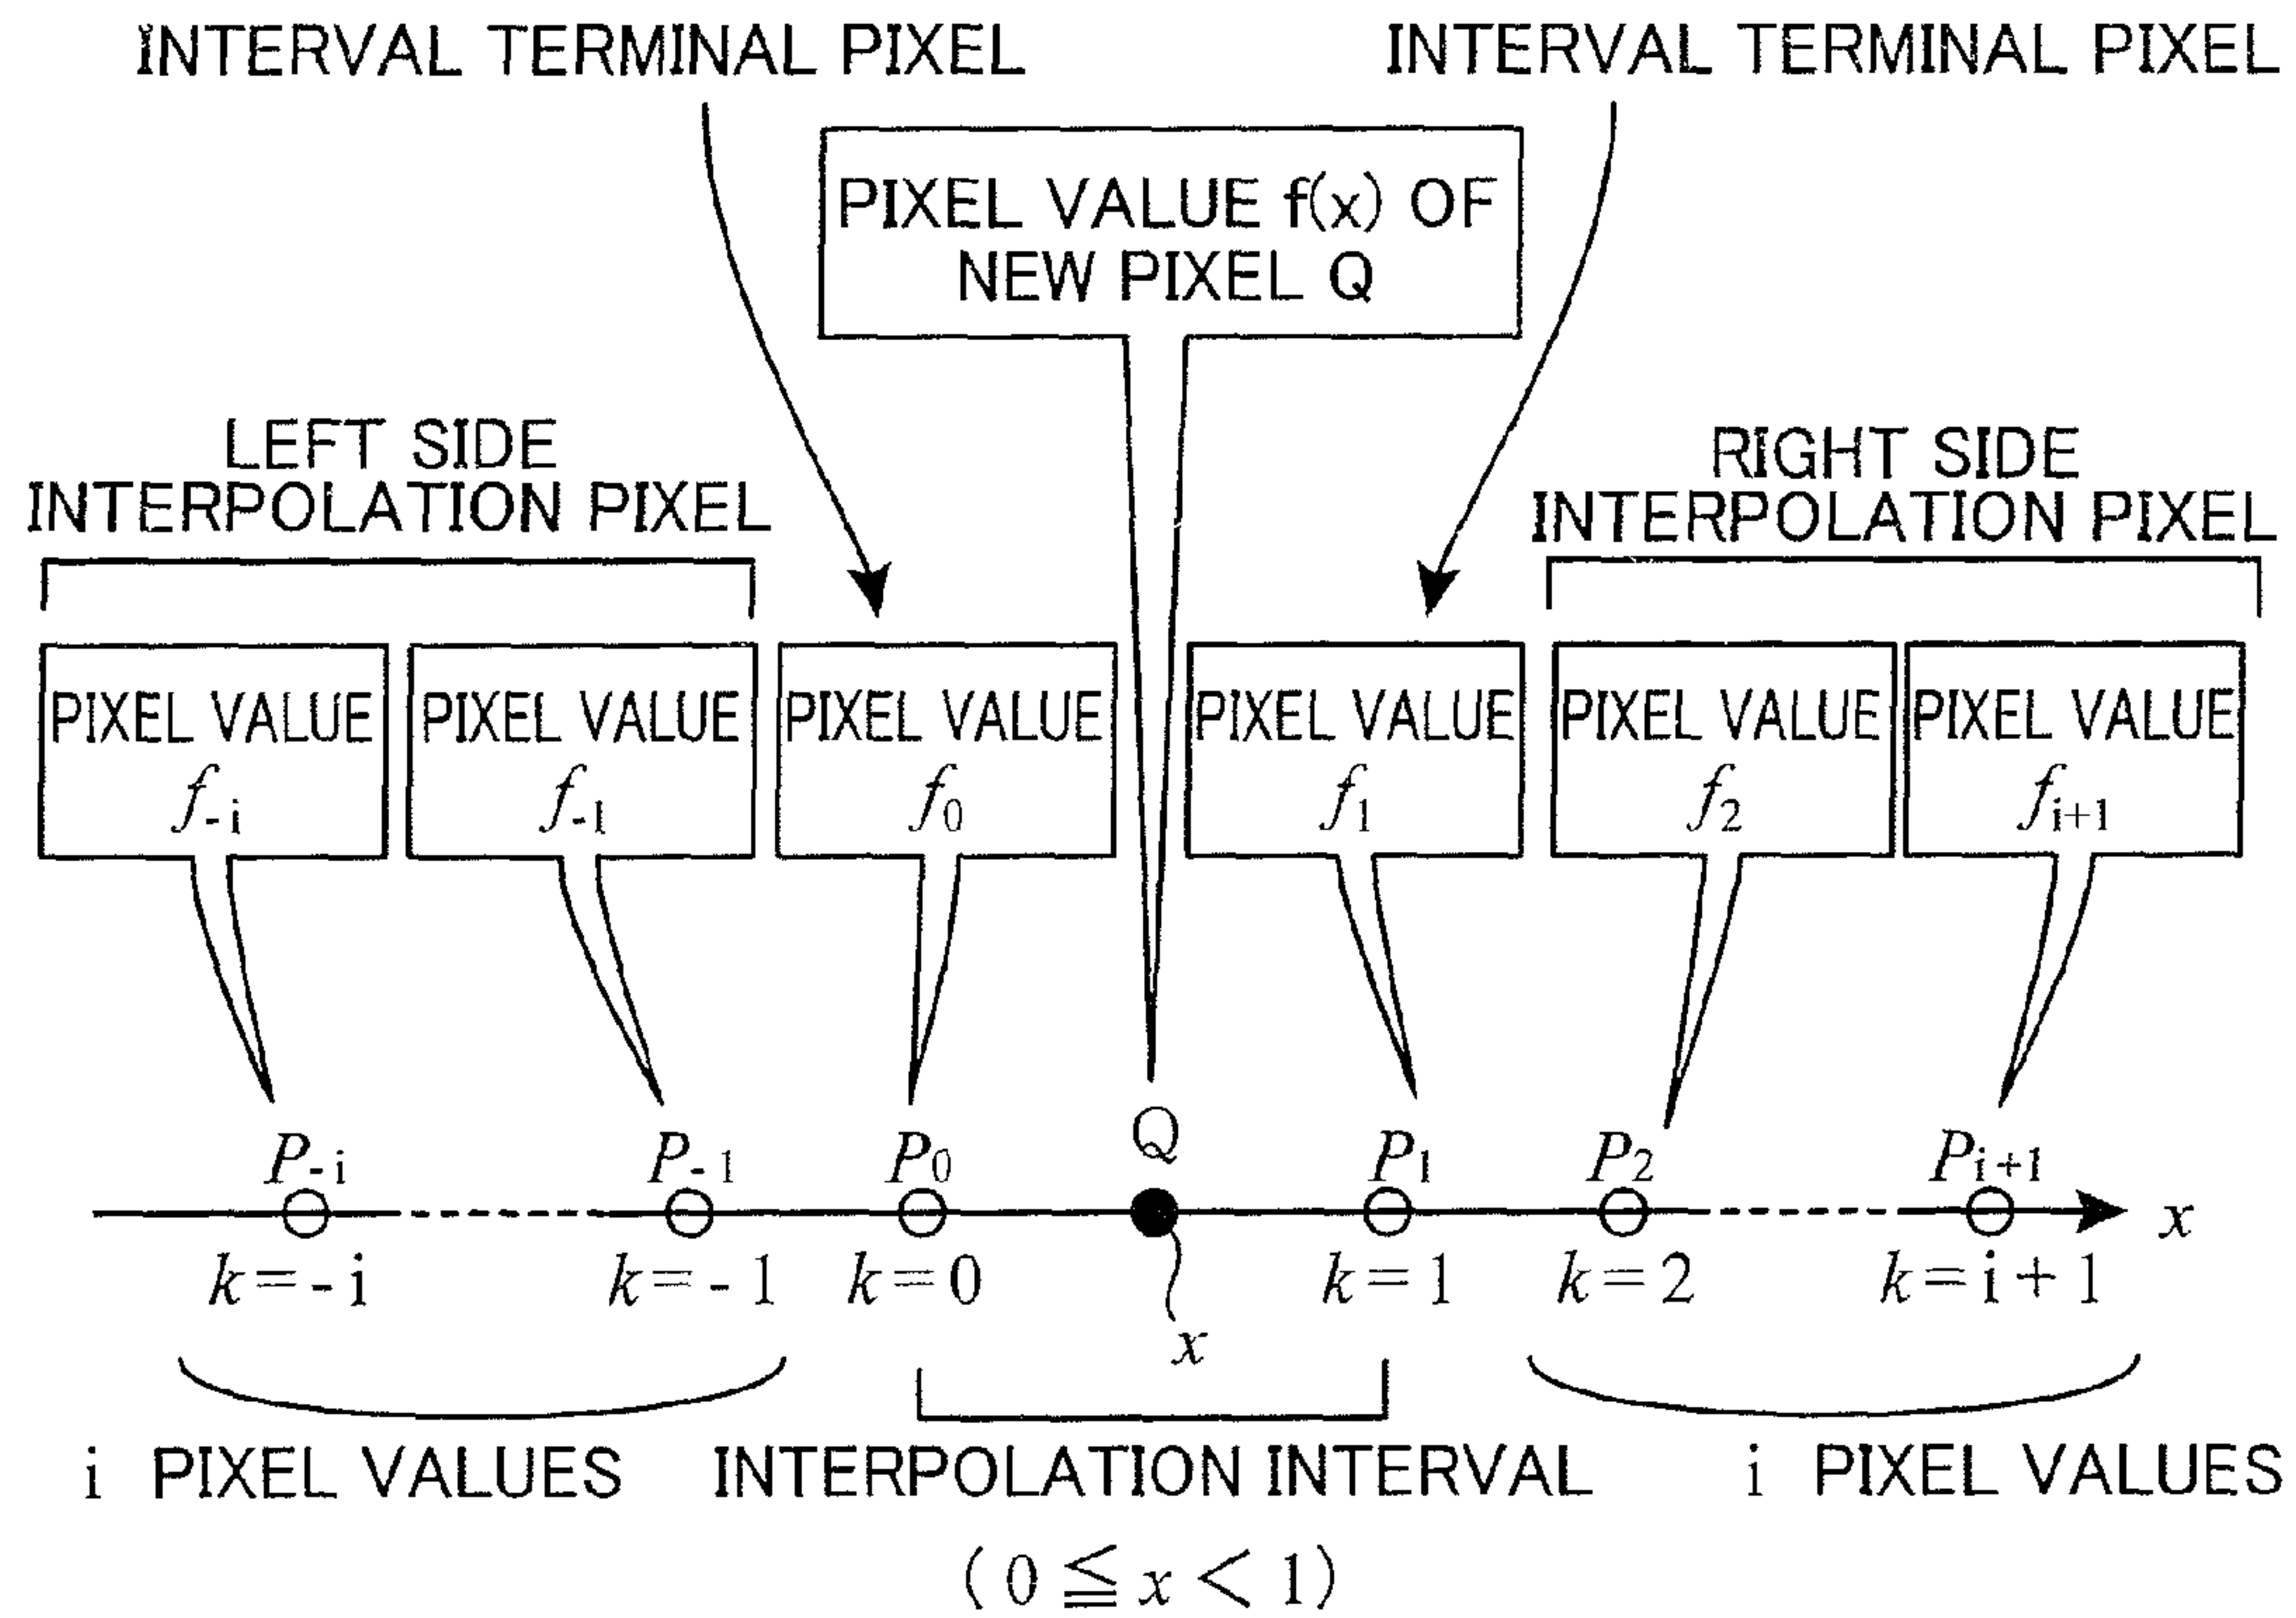 INTERVAL TERMINAL PIXEL
INTERVAL TERMINAL PIXEL
PIXEL VALUE f(x) OF
NEW PIXEL Q
LEFT SIDE
INTERPOLATION PIXEL
RIGHT SIDE
INTERPOLATION PIXEL
PIXEL VALUE
f-i
PIXEL VALUE
f-1
PIXEL VALUE
f0
PIXEL VALUE
f1
PIXEL VALUE
f2
PIXEL VALUE
fi+1
P-i
P-1
P0
Q
P1
P2
Pi+1
x
k=-i
k=-1
k=0
k=1
k=2
k=i+1
x
i PIXEL VALUES
INTERPOLATION INTERVAL
i PIXEL VALUES
(0 ≦ x < 1)